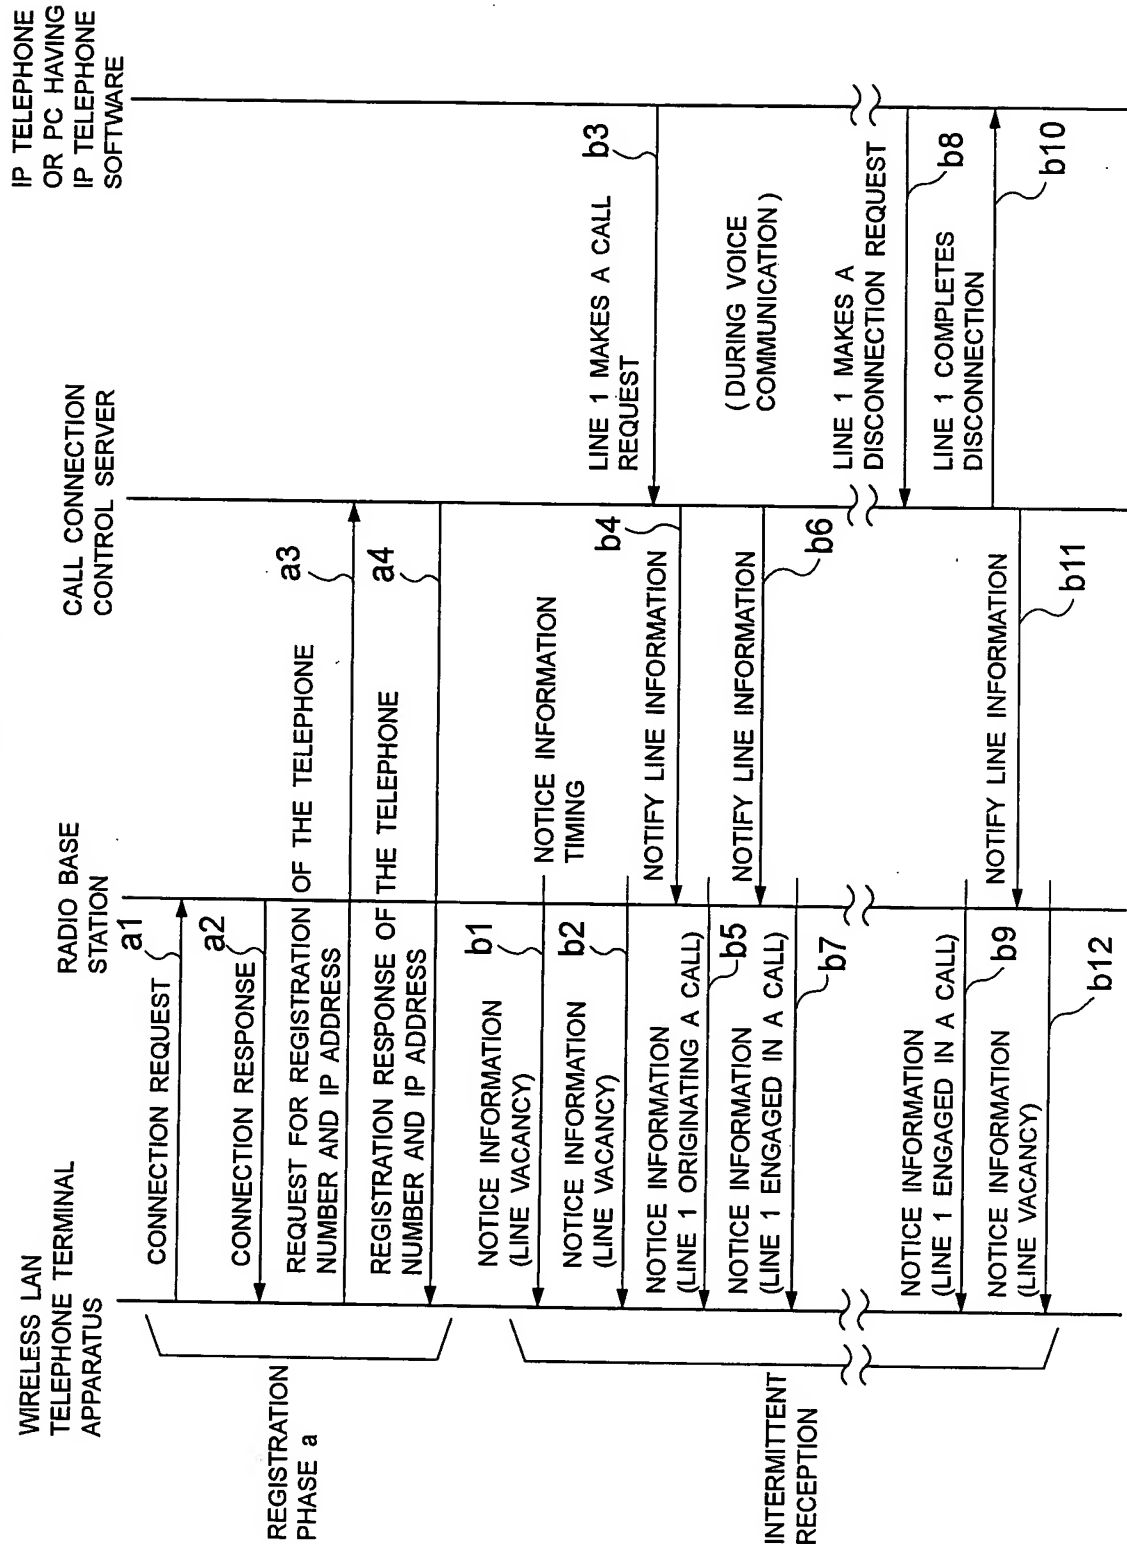 WIRELESS LAN
TELEPHONE TERMINAL
APPARATUS
RADIO BASE
STATION
CALL CONNECTION
CONTROL SERVER
IP TELEPHONE
OR PC HAVING
IP TELEPHONE
SOFTWARE
REGISTRATION
PHASE a
CONNECTION REQUEST
a1
CONNECTION RESPONSE
a2
REQUEST FOR REGISTRATION OF THE TELEPHONE
NUMBER AND IP ADDRESS
a3
REGISTRATION RESPONSE OF THE TELEPHONE
NUMBER AND IP ADDRESS
a4
INTERMITTENT
RECEPTION
NOTICE INFORMATION
(LINE VACANCY)
b1
NOTICE INFORMATION
TIMING
NOTICE INFORMATION
(LINE VACANCY)
b2
LINE 1 MAKES A CALL
REQUEST
b3
NOTIFY LINE INFORMATION
b4
NOTICE INFORMATION
(LINE 1 ORIGINATING A CALL)
b5
NOTIFY LINE INFORMATION
b6
(DURING VOICE
COMMUNICATION)
NOTICE INFORMATION
(LINE 1 ENGAGED IN A CALL)
b7
LINE 1 MAKES A
DISCONNECTION REQUEST
b8
NOTICE INFORMATION
(LINE 1 ENGAGED IN A CALL)
b9
LINE 1 COMPLETES
DISCONNECTION
b10
NOTIFY LINE INFORMATION
b11
NOTICE INFORMATION
(LINE VACANCY)
b12